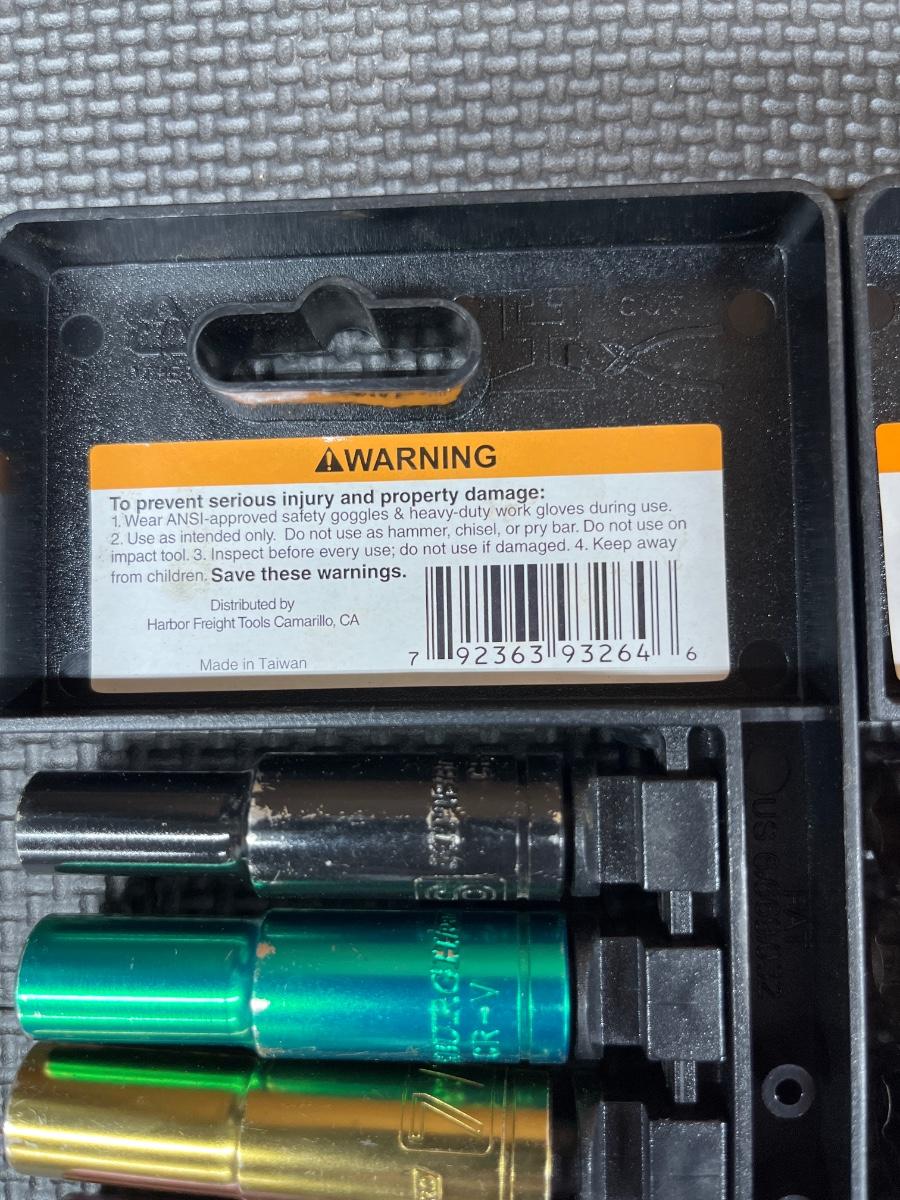 CUT
⚠WARNING
To prevent serious injury and property damage:
1. Wear ANSI-approved safety goggles & heavy-duty work gloves during use.
2. Use as intended only. Do not use as hammer, chisel, or pry bar. Do not use on
impact tool. 3. Inspect before every use; do not use if damaged. 4. Keep away
from children. Save these warnings.
Distributed by
Harbor Freight Tools Camarillo, CA
Made in Taiwan
7 92363 93264 6
CR-V
7